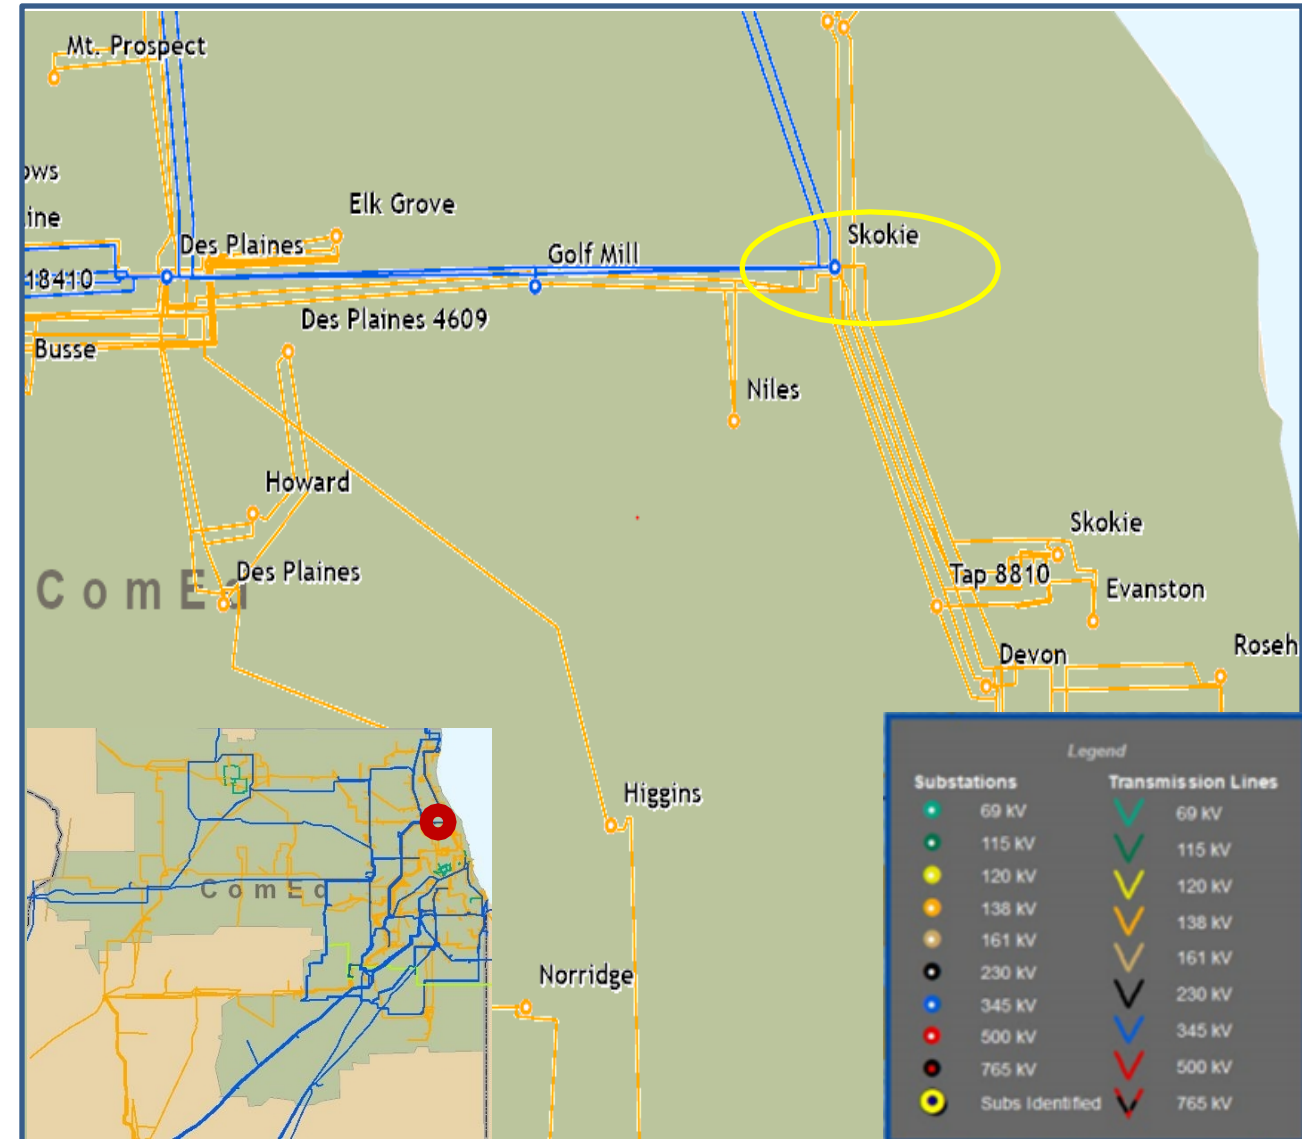 Mt. Prospect
ows
ine
18410
Des Plaines
Elk Grove
Golf Mill
Skokie
Des Plaines 4609
Busse
Niles
Howard
Des Plaines
ComEd
Skokie
Tap 8810
Evanston
Devon
Roseh
Higgins
Norridge
ComEd
Legend
Substations Transmission Lines
69 kV 69 kV
115 kV 115 kV
120 kV 120 kV
138 kV 138 kV
161 kV 161 kV
230 kV 230 kV
345 kV 345 kV
500 kV 500 kV
765 kV 765 kV
Subs Identified